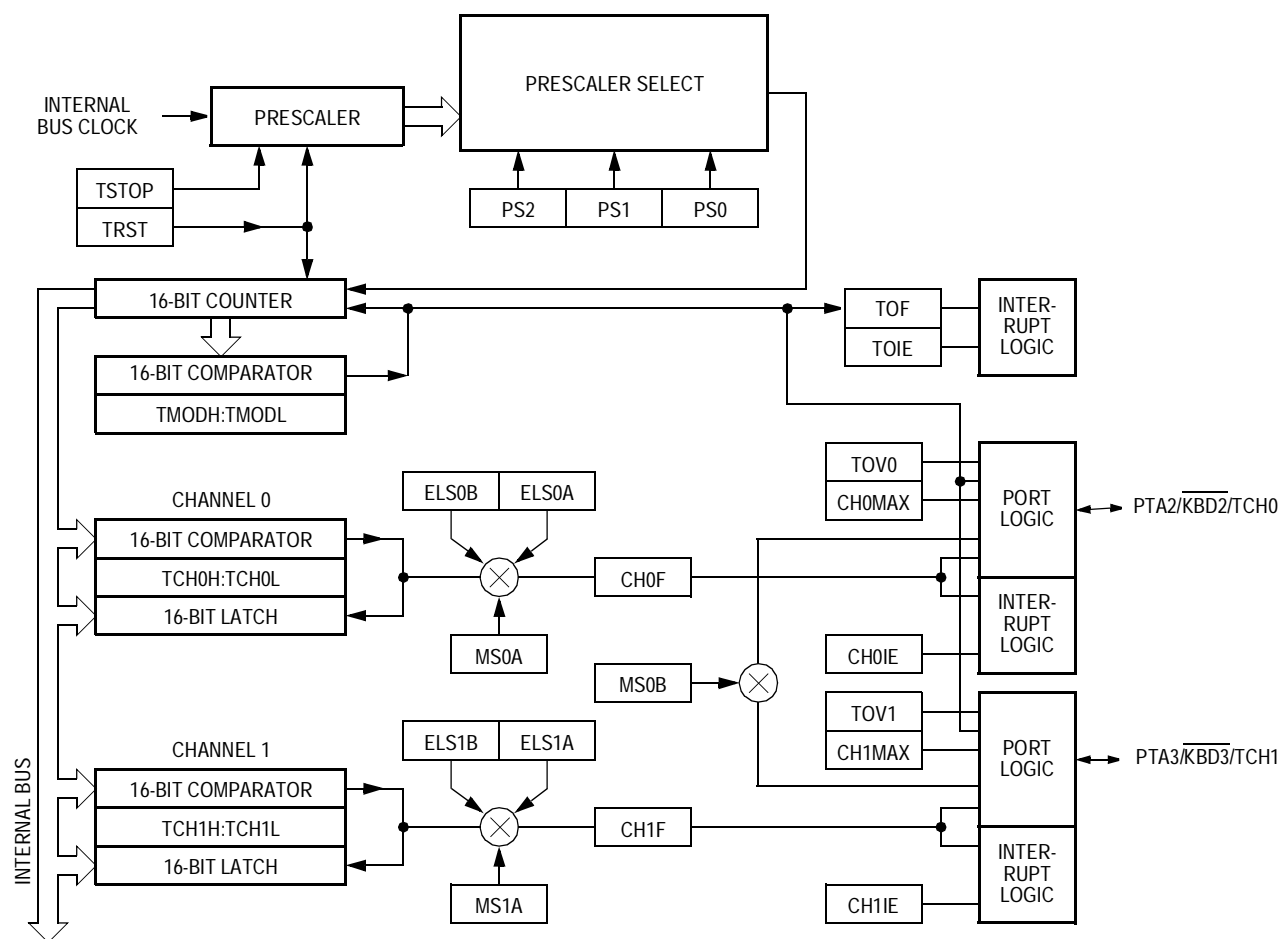 PRESCALER SELECT
INTERNAL
BUS CLOCK
PRESCALER
TSTOP
TRST
PS2 PS1 PS0
16-BIT COUNTER
TOF
TOIE
INTER-
RUPT
LOGIC
16-BIT COMPARATOR
TMODH:TMODL
CHANNEL 0
ELS0B ELS0A
TOV0
CH0MAX
PORT
LOGIC
PTA2/KBD2/TCH0
16-BIT COMPARATOR
TCH0H:TCH0L
16-BIT LATCH
CH0F
MS0A
INTER-
RUPT
LOGIC
CH0IE
MS0B
CHANNEL 1
ELS1B ELS1A
TOV1
CH1MAX
PORT
LOGIC
PTA3/KBD3/TCH1
16-BIT COMPARATOR
TCH1H:TCH1L
16-BIT LATCH
CH1F
MS1A
INTER-
RUPT
LOGIC
CH1IE
INTERNAL BUS